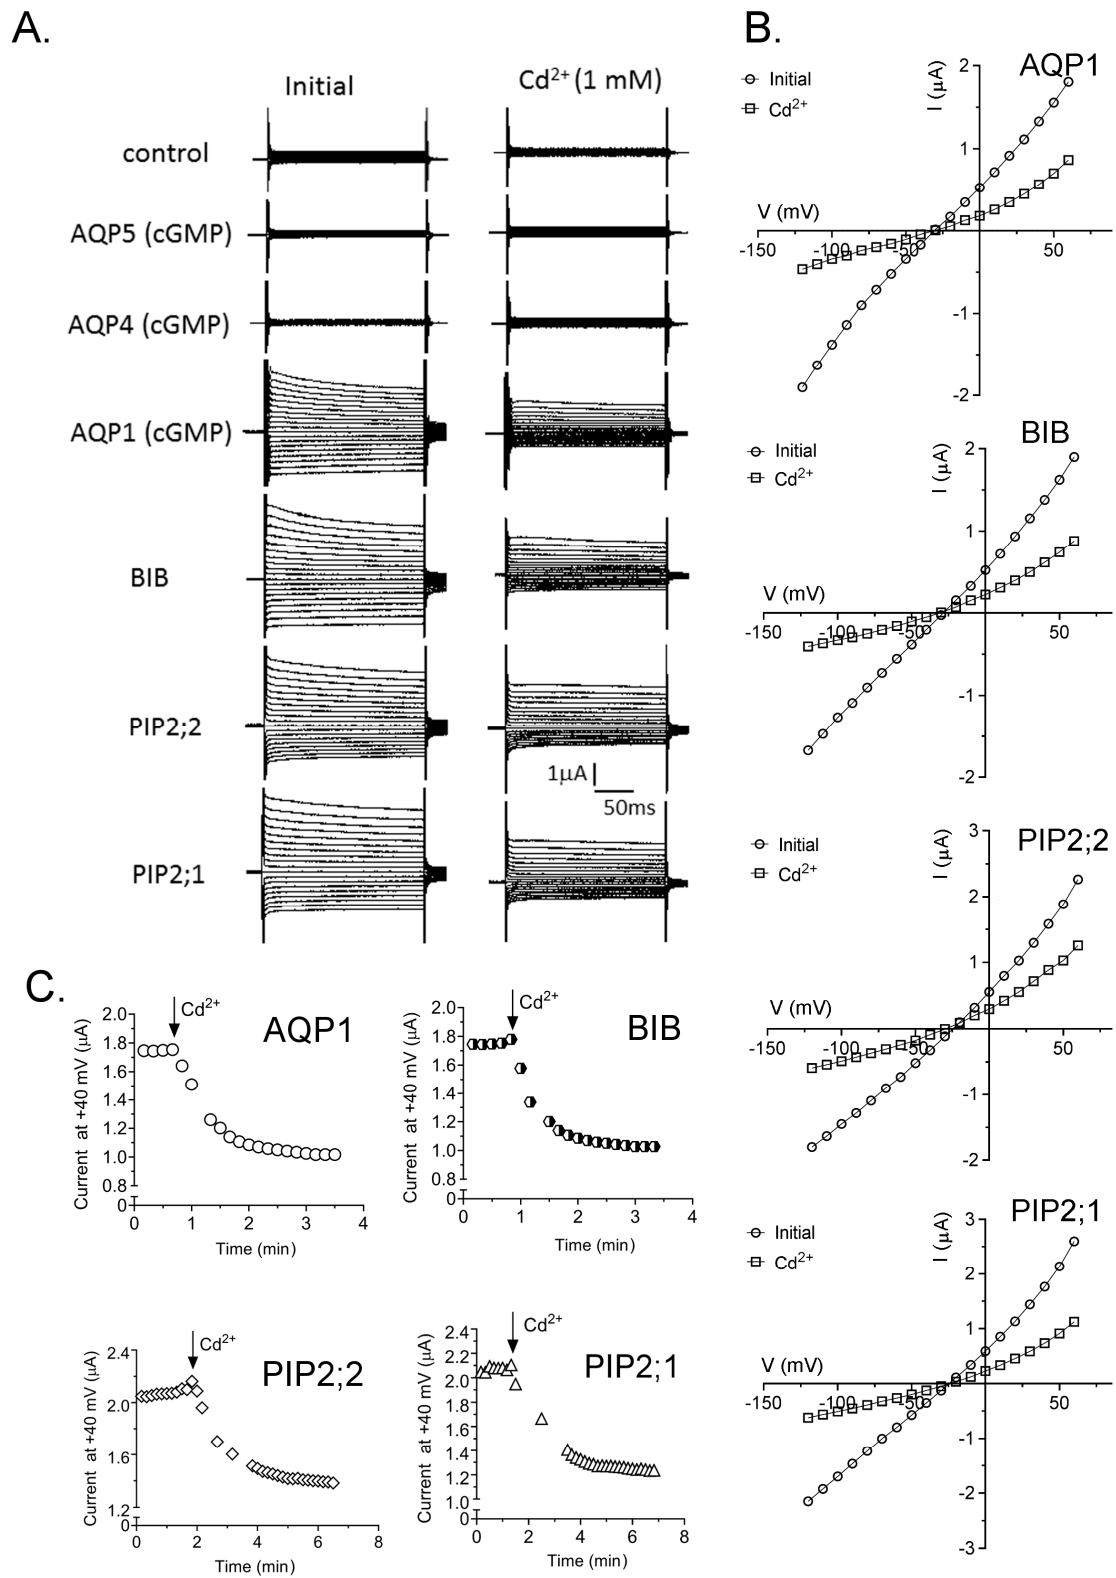 A.
Initial
Cd²⁺ (1 mM)
control
AQP5 (cGMP)
AQP4 (cGMP)
AQP1 (cGMP)
BIB
PIP2;2
1µA
50ms
PIP2;1
B.
AQP1
Initial
Cd²⁺
I (µA)
V (mV)
2
1
-1
-2
-150
-100
-50
50
BIB
Initial
Cd²⁺
I (µA)
V (mV)
2
1
-1
-2
-150
-100
-50
50
PIP2;2
Initial
Cd²⁺
I (µA)
V (mV)
3
2
1
-1
-2
-150
-100
-50
50
PIP2;1
Initial
Cd²⁺
I (µA)
V (mV)
3
2
1
-1
-2
-3
-150
-100
-50
50
C.
AQP1
Cd²⁺
Current at +40 mV (µA)
2.0
1.8
1.6
1.4
1.2
1.0
0.8
0
0 1 2 3 4
Time (min)
BIB
Cd²⁺
Current at +40 mV (µA)
2.0
1.8
1.6
1.4
1.2
1.0
0.8
0
0 1 2 3 4
Time (min)
PIP2;2
Cd²⁺
Current at +40 mV (µA)
2.4
2.0
1.6
1.2
0
0 2 4 6 8
Time (min)
PIP2;1
Cd²⁺
Current at +40 mV (µA)
2.4
2.2
2.0
1.8
1.6
1.4
1.2
1.0
0
0 2 4 6 8
Time (min)